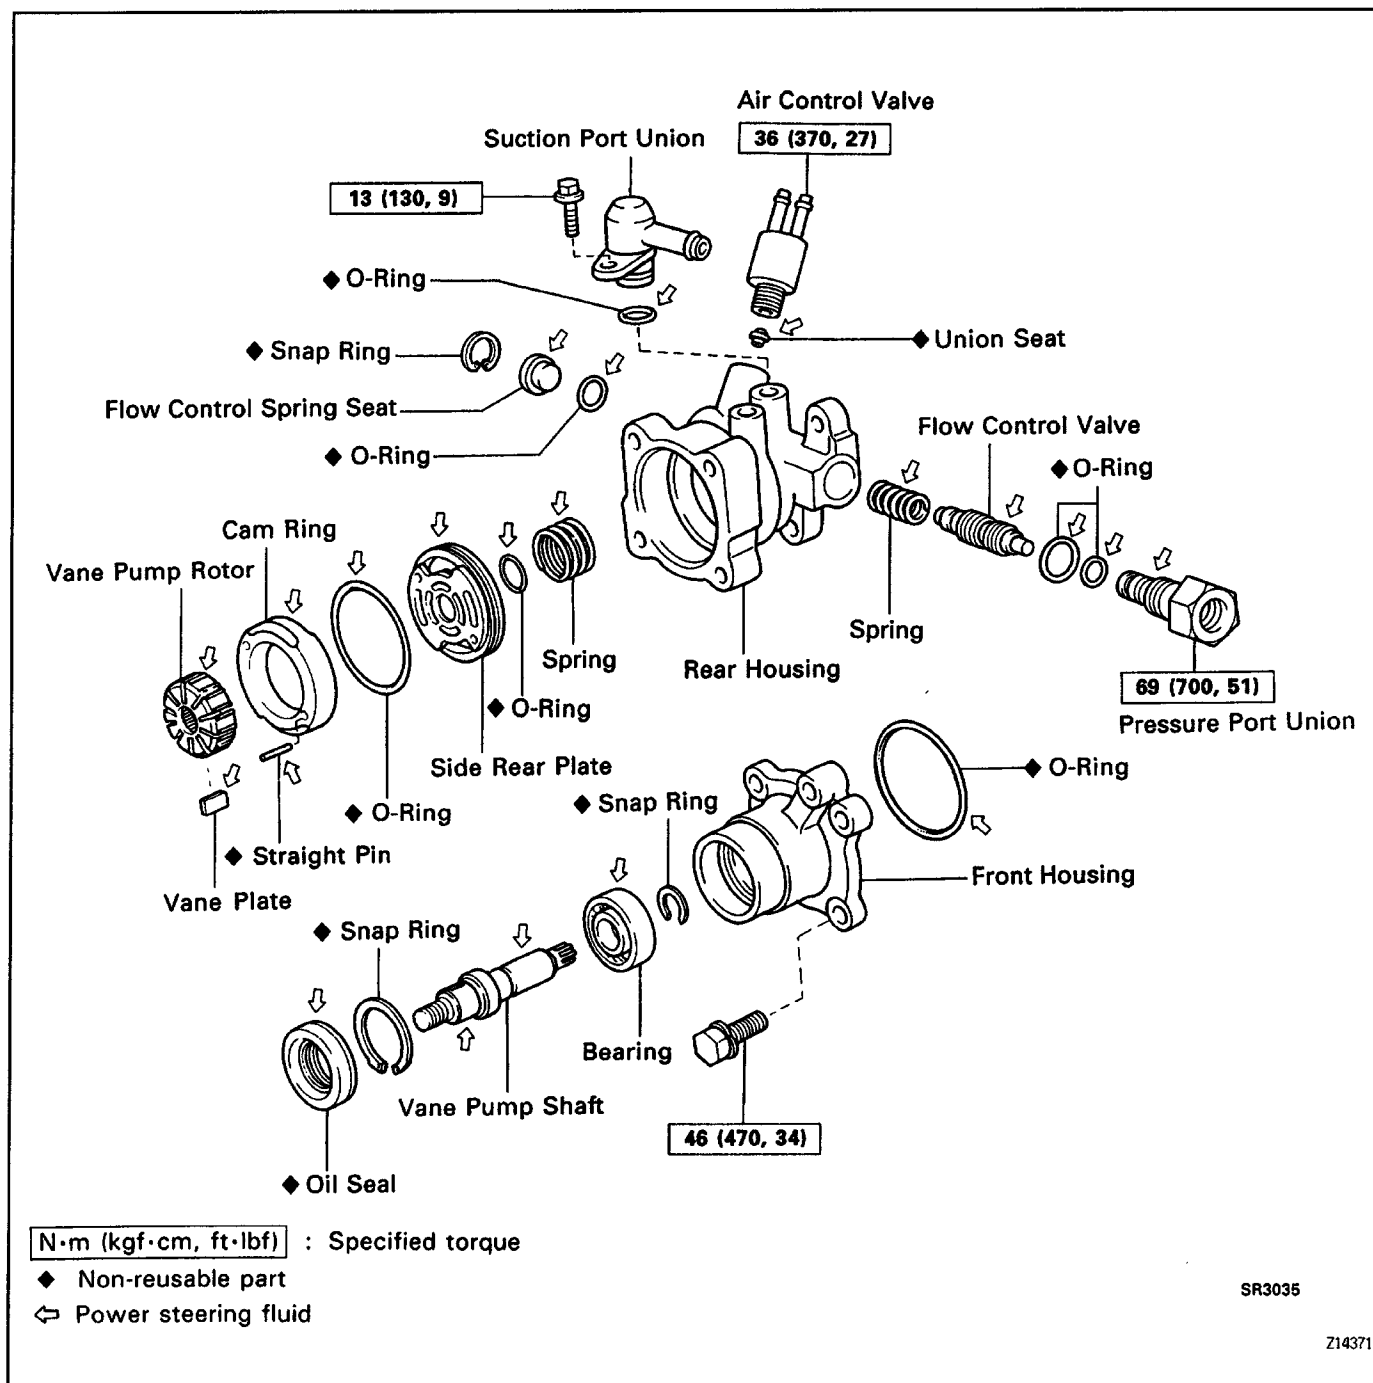 Air Control Valve
36 (370, 27)
Suction Port Union
13 (130, 9)
◆ O-Ring
◆ Union Seat
◆ Snap Ring
Flow Control Spring Seat
◆ O-Ring
Flow Control Valve
◆ O-Ring
Cam Ring
Vane Pump Rotor
Spring
Spring
Rear Housing
69 (700, 51)
Pressure Port Union
◆ O-Ring
Side Rear Plate
◆ O-Ring
◆ O-Ring
◆ Snap Ring
◆ Straight Pin
Vane Plate
Front Housing
◆ Snap Ring
Bearing
Vane Pump Shaft
46 (470, 34)
◆ Oil Seal
N·m (kgf·cm, ft·lbf) : Specified torque
◆ Non-reusable part
⇦ Power steering fluid
SR3035
Z14371